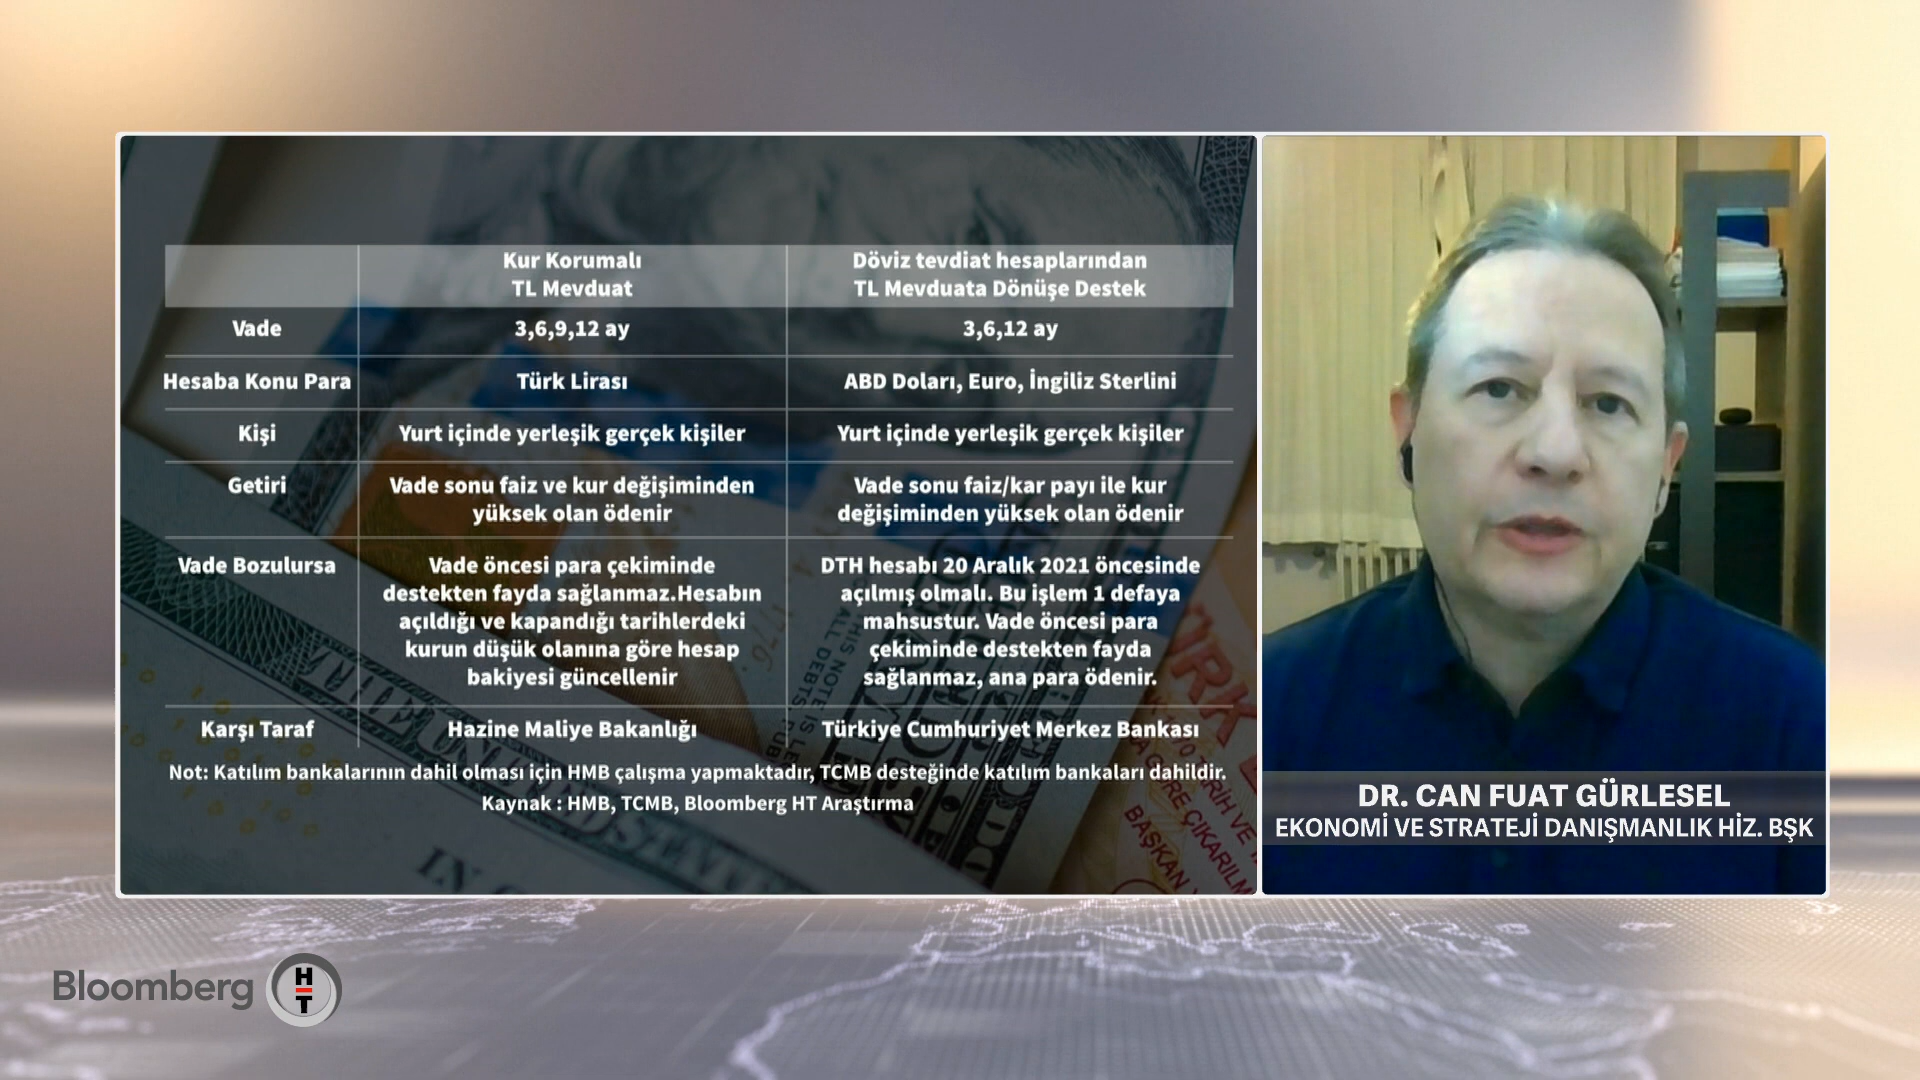 Kur Korumalı
TL Mevduat
Döviz tevdiat hesaplarından
TL Mevduata Dönüşe Destek
Vade
3,6,9,12 ay
3,6,12 ay
Hesaba Konu Para
Türk Lirası
ABD Doları, Euro, İngiliz Sterlini
Kişi
Yurt içinde yerleşik gerçek kişiler
Yurt içinde yerleşik gerçek kişiler
Getiri
Vade sonu faiz ve kur değişiminden
yüksek olan ödenir
Vade sonu faiz/kar payı ile kur
değişiminden yüksek olan ödenir
Vade Bozulursa
Vade öncesi para çekiminde
destekten fayda sağlanmaz.Hesabın
açıldığı ve kapandığı tarihlerdeki
kurun düşük olanına göre hesap
bakiyesi güncellenir
DTH hesabı 20 Aralık 2021 öncesinde
açılmış olmalı. Bu işlem 1 defaya
mahsustur. Vade öncesi para
çekiminde destekten fayda
sağlanmaz, ana para ödenir.
Karşı Taraf
Hazine Maliye Bakanlığı
Türkiye Cumhuriyet Merkez Bankası
Not: Katılım bankalarının dahil olması için HMB çalışma yapmaktadır, TCMB desteğinde katılım bankaları dahildir.
Kaynak : HMB, TCMB, Bloomberg HT Araştırma
DR. CAN FUAT GÜRLESEL
EKONOMİ VE STRATEJİ DANIŞMANLIK HİZ. BŞK
Bloomberg HT